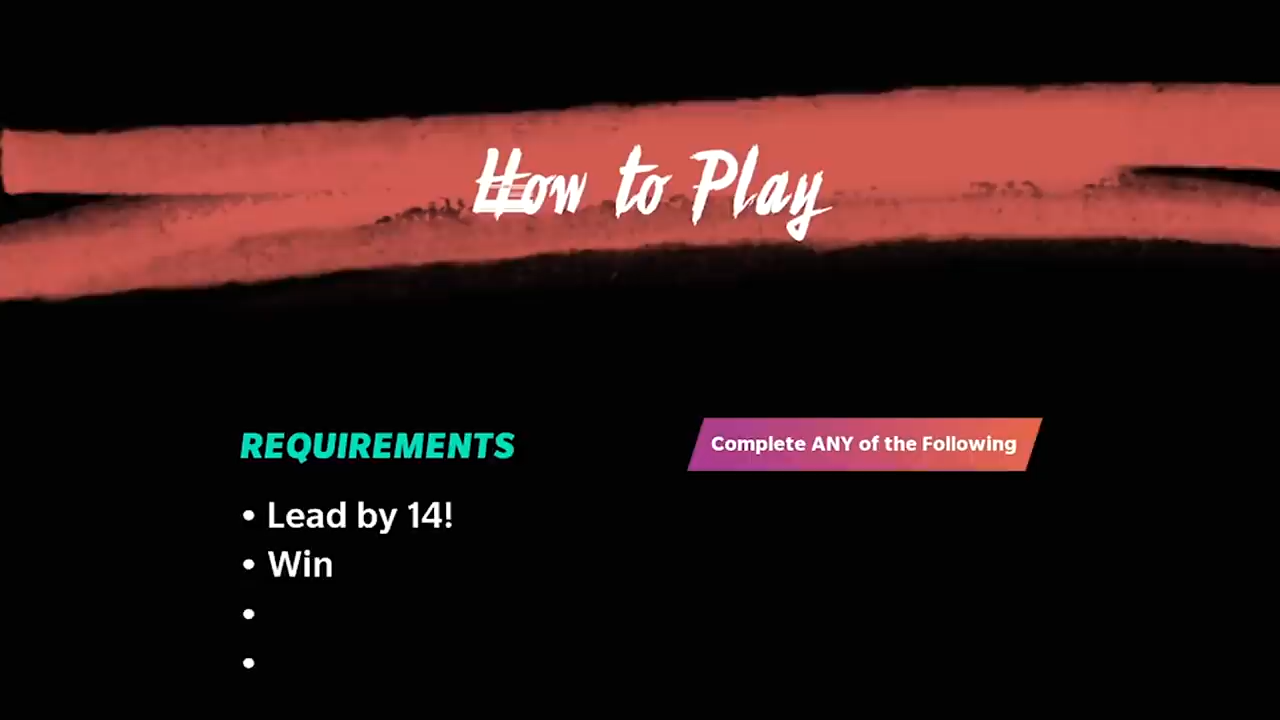 How to Play
REQUIREMENTS
Complete ANY of the Following
• Lead by 14!
• Win
•
•